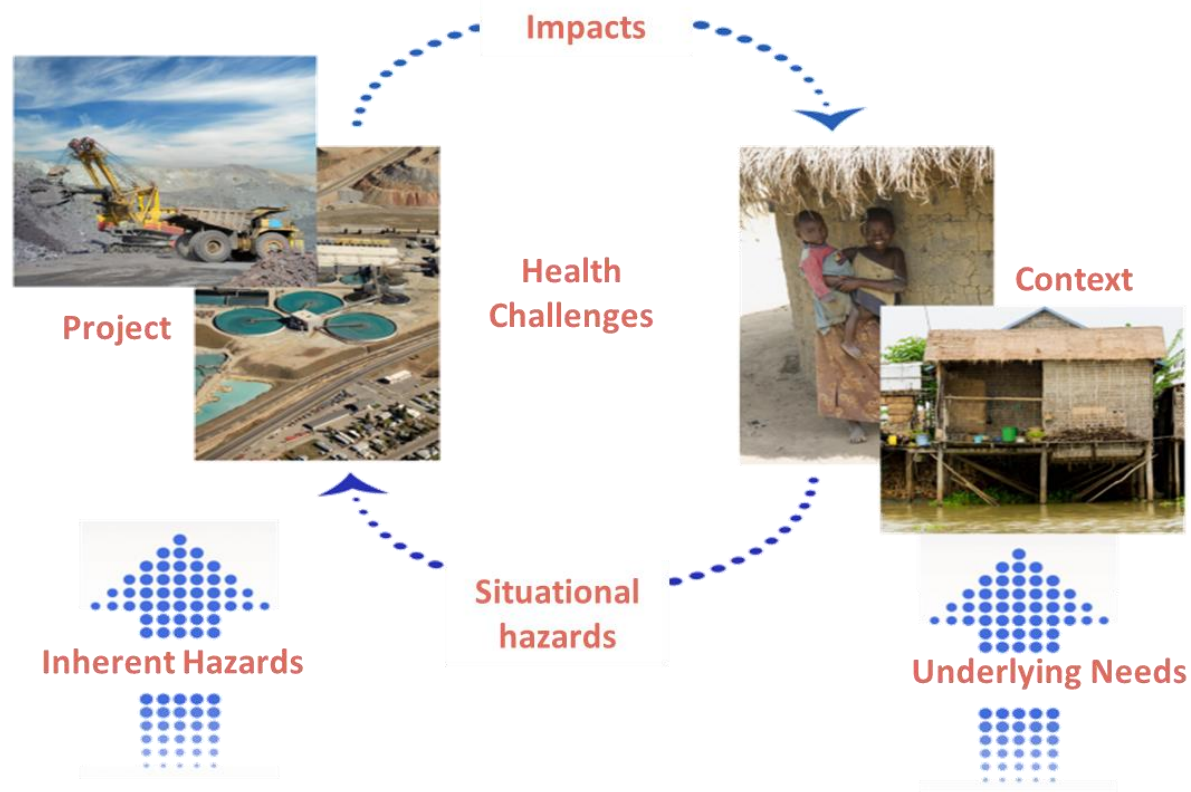 Impacts
Health
Challenges
Context
Project
Situational
hazards
Inherent Hazards
Underlying Needs